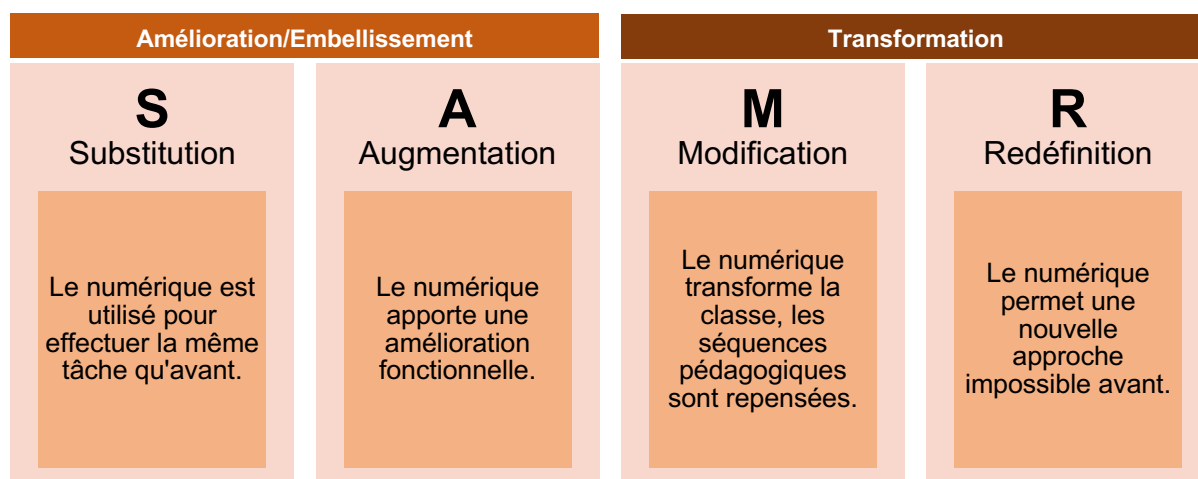 Amélioration/Embellissement
Transformation
S
Substitution
Le numérique est
utilisé pour
effectuer la même
tâche qu'avant.
A
Augmentation
Le numérique
apporte une
amélioration
fonctionnelle.
M
Modification
Le numérique
transforme la
classe, les
séquences
pédagogiques
sont repensées.
R
Redéfinition
Le numérique
permet une
nouvelle
approche
impossible avant.